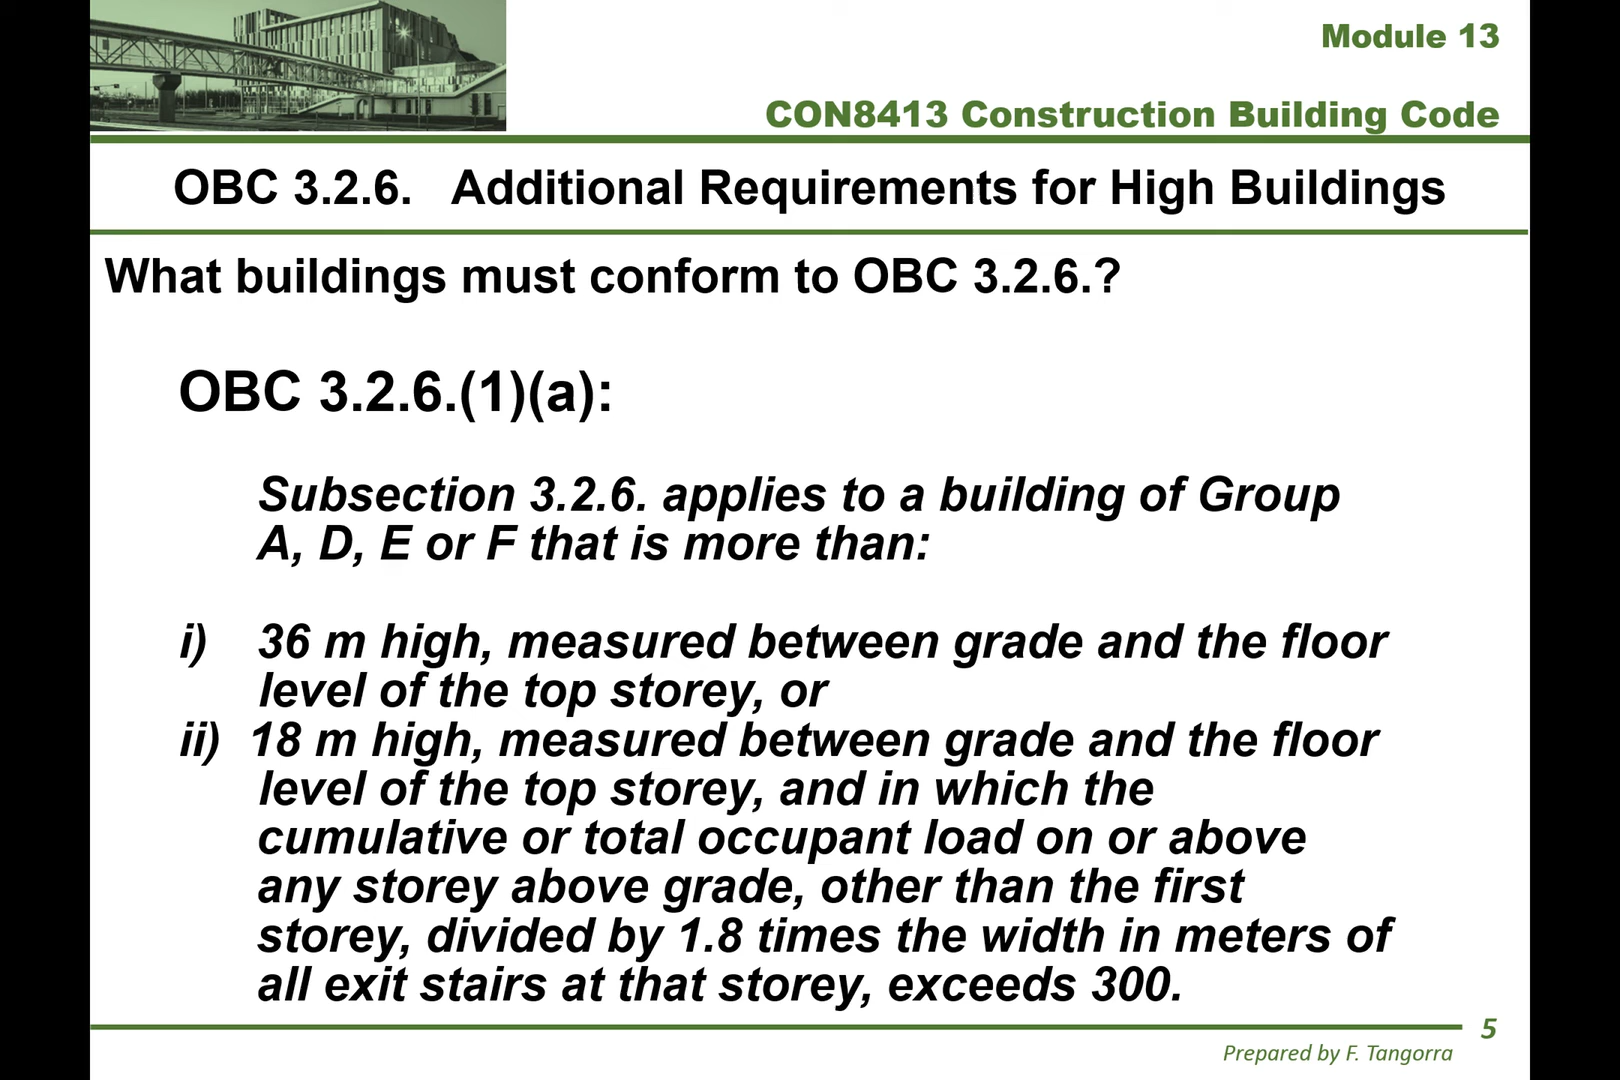 Module 13
CON8413 Construction Building Code
OBC 3.2.6. Additional Requirements for High Buildings
What buildings must conform to OBC 3.2.6.?
OBC 3.2.6.(1)(a):
Subsection 3.2.6. applies to a building of Group
A, D, E or F that is more than:
i) 36 m high, measured between grade and the floor
level of the top storey, or
ii) 18 m high, measured between grade and the floor
level of the top storey, and in which the
cumulative or total occupant load on or above
any storey above grade, other than the first
storey, divided by 1.8 times the width in meters of
all exit stairs at that storey, exceeds 300.
5
Prepared by F. Tangorra